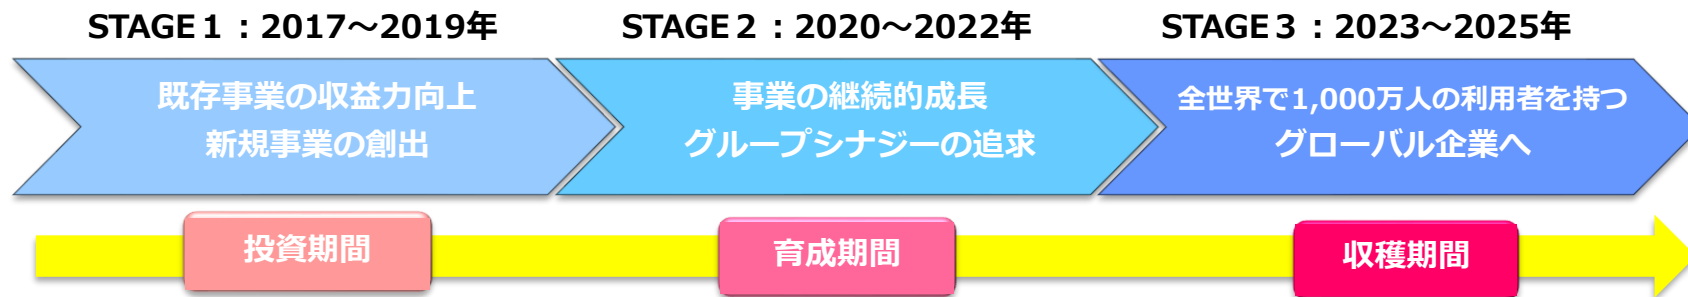 STAGE１：2017～2019年
STAGE２：2020～2022年
STAGE３：2023～2025年
既存事業の収益力向上
新規事業の創出
事業の継続的成長
グループシナジーの追求
全世界で1,000万人の利用者を持つ
グローバル企業へ
投資期間
育成期間
収穫期間